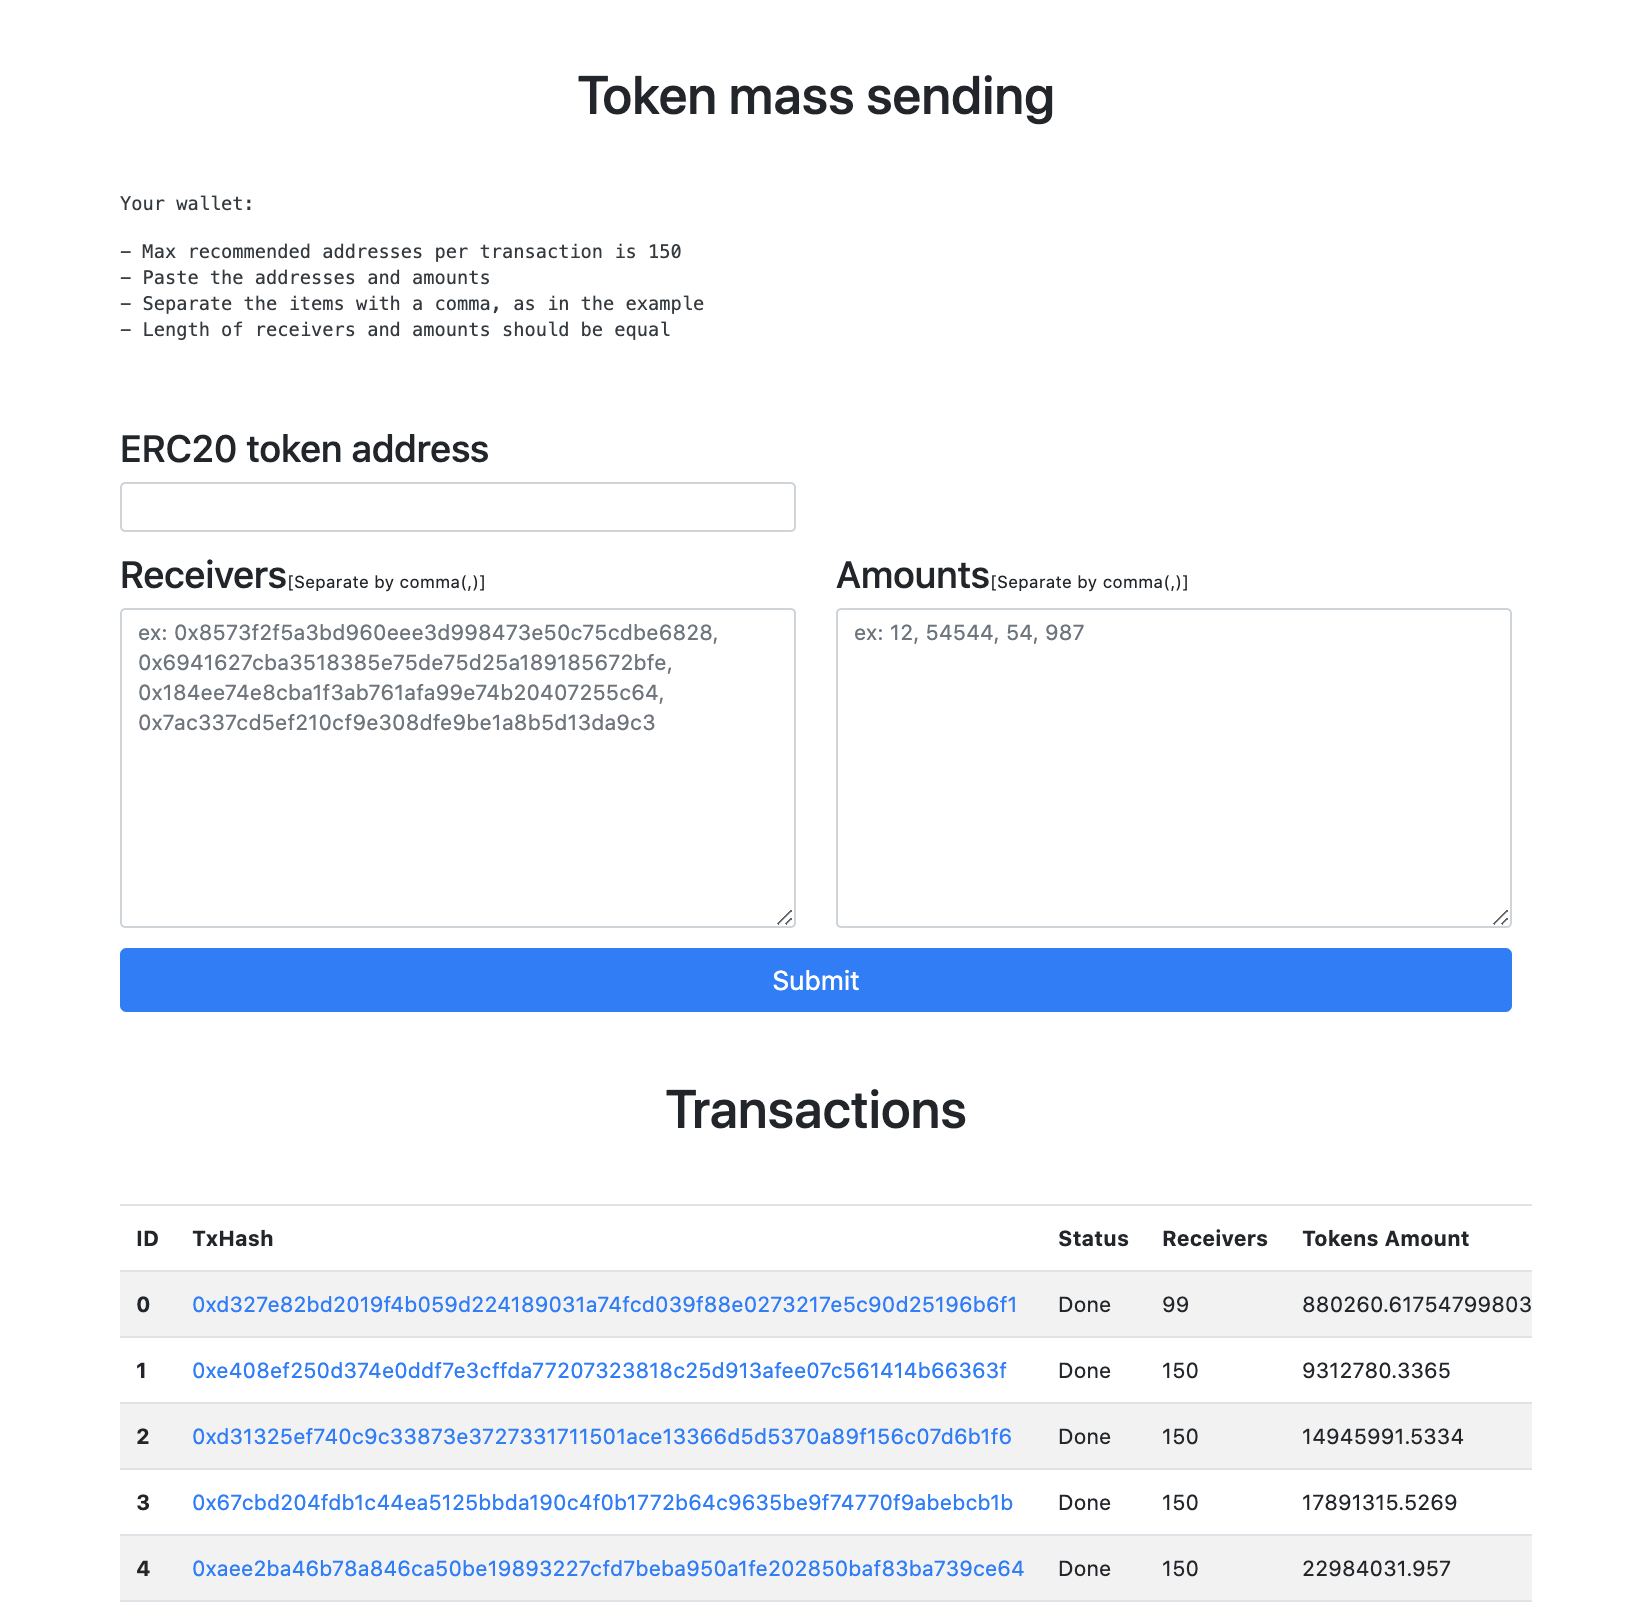 Token mass sending
Your wallet:
- Max recommended addresses per transaction is 150
- Paste the addresses and amounts
- Separate the items with a comma, as in the example
- Length of receivers and amounts should be equal
ERC20 token address
Receivers[Separate by comma(,)]
Amounts[Separate by comma(,)]
ex: 0x8573f2f5a3bd960eee3d998473e50c75cdbe6828,
0x6941627cba3518385e75de75d25a189185672bfe,
0x184ee74e8cba1f3ab761afa99e74b20407255c64,
0x7ac337cd5ef210cf9e308dfe9be1a8b5d13da9c3
ex: 12, 54544, 54, 987
Submit
Transactions
ID TxHash Status Receivers Tokens Amount
0 0xd327e82bd2019f4b059d224189031a74fcd039f88e0273217e5c90d25196b6f1 Done 99 880260.61754799803
1 0xe408ef250d374e0ddf7e3cffda77207323818c25d913afee07c561414b66363f Done 150 9312780.3365
2 0xd31325ef740c9c33873e3727331711501ace13366d5d5370a89f156c07d6b1f6 Done 150 14945991.5334
3 0x67cbd204fdb1c44ea5125bbda190c4f0b1772b64c9635be9f74770f9abebcb1b Done 150 17891315.5269
4 0xaee2ba46b78a846ca50be19893227cfd7beba950a1fe202850baf83ba739ce64 Done 150 22984031.957